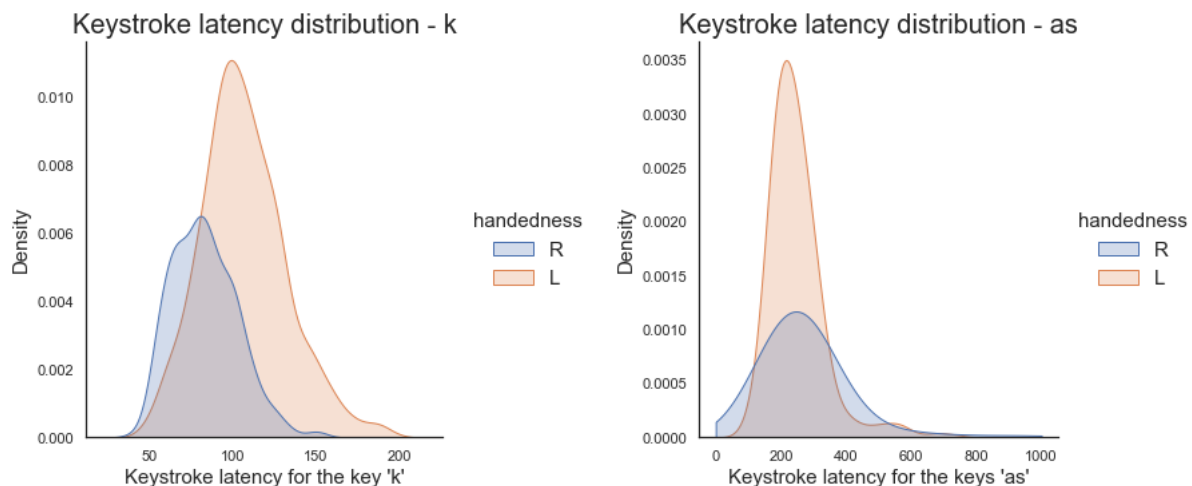 Keystroke latency distribution - k
Density
0.010
0.008
0.006
0.004
0.002
0.000
50
100
150
200
Keystroke latency for the key 'k'
handedness
R
L
Keystroke latency distribution - as
Density
0.0035
0.0030
0.0025
0.0020
0.0015
0.0010
0.0005
0.0000
0
200
400
600
800
1000
Keystroke latency for the keys 'as'
handedness
R
L